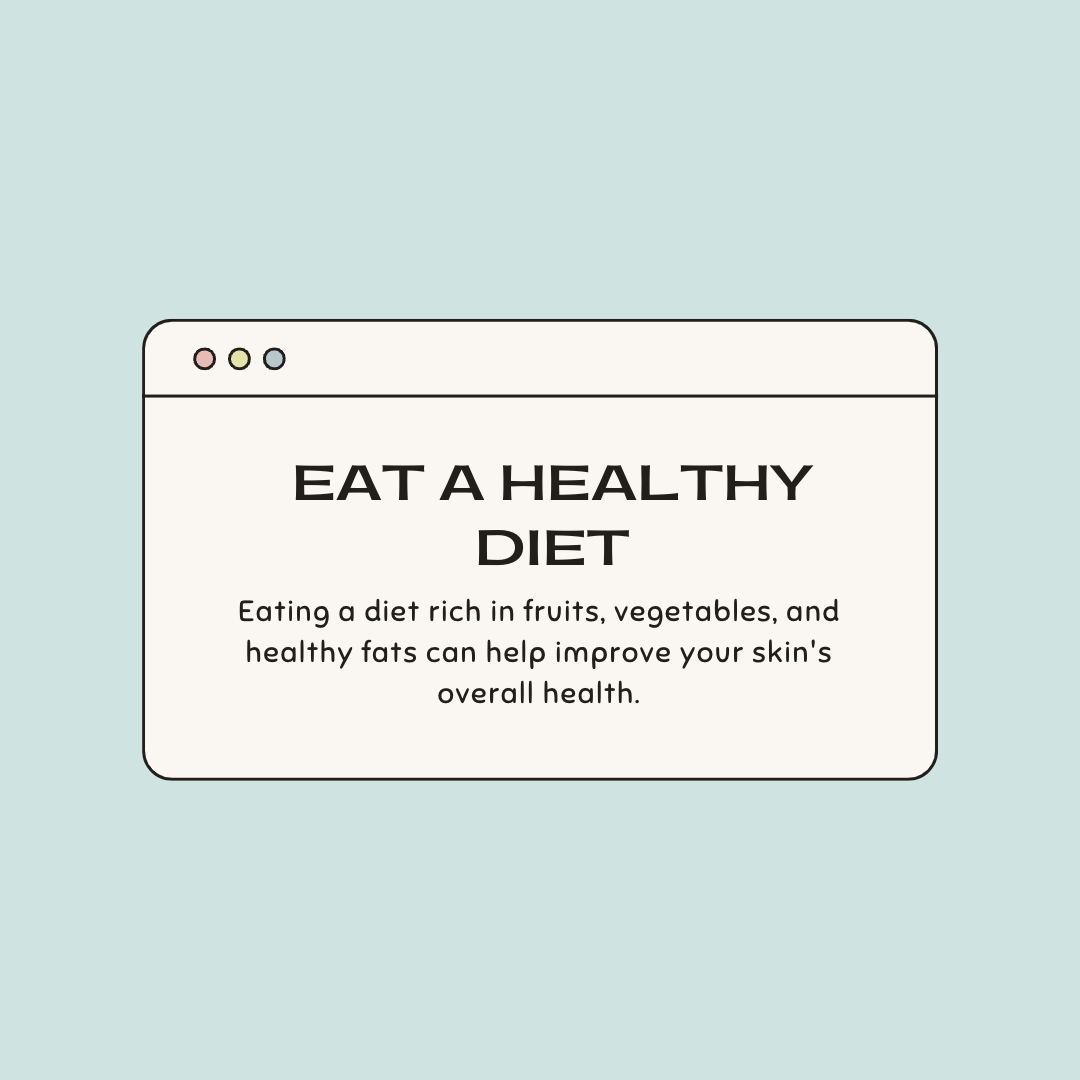 EAT A HEALTHY
DIET
Eating a diet rich in fruits, vegetables, and
healthy fats can help improve your skin's
overall health.